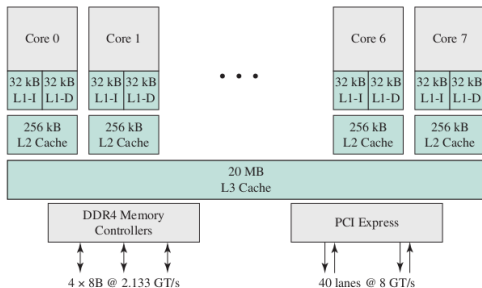 Core 0
Core 1
Core 6
Core 7
32 kB 32 kB
L1-I L1-D
32 kB 32 kB
L1-I L1-D
32 kB 32 kB
L1-I L1-D
32 kB 32 kB
L1-I L1-D
256 kB
L2 Cache
256 kB
L2 Cache
256 kB
L2 Cache
256 kB
L2 Cache
20 MB
L3 Cache
DDR4 Memory
Controllers
PCI Express
4 × 8B @ 2.133 GT/s
40 lanes @ 8 GT/s